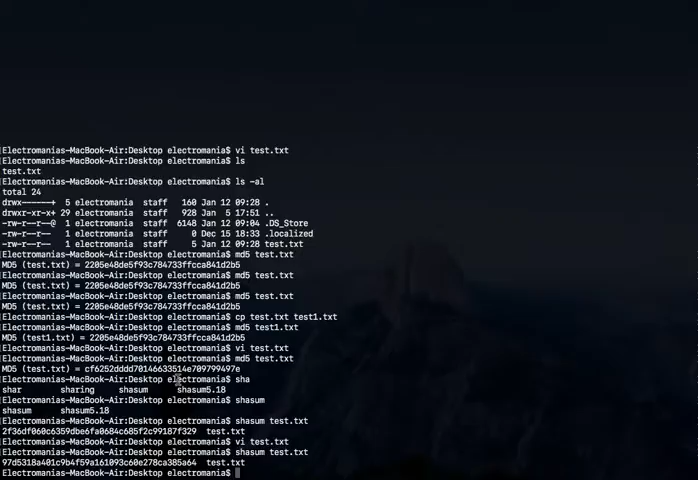 Electromanias-MacBook-Air:Desktop electromania$ vi test.txt
Electromanias-MacBook-Air:Desktop electromania$ ls
test.txt
Electromanias-MacBook-Air:Desktop electromania$ ls -al
total 24
drwx------+  5 electromania  staff   160 Jan 12 09:28 .
drwxr-xr-x+ 29 electromania  staff   928 Jan  5 17:51 ..
-rw-r--r--@  1 electromania  staff  6148 Jan 12 09:04 .DS_Store
-rw-r--r--   1 electromania  staff     0 Dec 15 18:33 .localized
-rw-r--r--   1 electromania  staff     5 Jan 12 09:28 test.txt
Electromanias-MacBook-Air:Desktop electromania$ md5 test.txt
MD5 (test.txt) = 2205e48de5f93c784733ffcca841d2b5
Electromanias-MacBook-Air:Desktop electromania$ md5 test.txt
MD5 (test.txt) = 2205e48de5f93c784733ffcca841d2b5
Electromanias-MacBook-Air:Desktop electromania$ md5 test.txt
MD5 (test.txt) = 2205e48de5f93c784733ffcca841d2b5
Electromanias-MacBook-Air:Desktop electromania$ cp test.txt test1.txt
Electromanias-MacBook-Air:Desktop electromania$ md5 test1.txt
MD5 (test1.txt) = 2205e48de5f93c784733ffcca841d2b5
Electromanias-MacBook-Air:Desktop electromania$ vi test.txt
Electromanias-MacBook-Air:Desktop electromania$ md5 test.txt
MD5 (test.txt) = cf6252dddd70146633514e709799497e
Electromanias-MacBook-Air:Desktop electromania$ sha
shar        sharing     shasum      shasum5.18
Electromanias-MacBook-Air:Desktop electromania$ shasum
shasum      shasum5.18
Electromanias-MacBook-Air:Desktop electromania$ shasum test.txt
2f36df060c6359dbe6fa0684c685f2c99187f329  test.txt
Electromanias-MacBook-Air:Desktop electromania$ vi test.txt
Electromanias-MacBook-Air:Desktop electromania$ shasum test.txt
97d5318a401c9b4f59a161093c60e278ca385a64  test.txt
Electromanias-MacBook-Air:Desktop electromania$